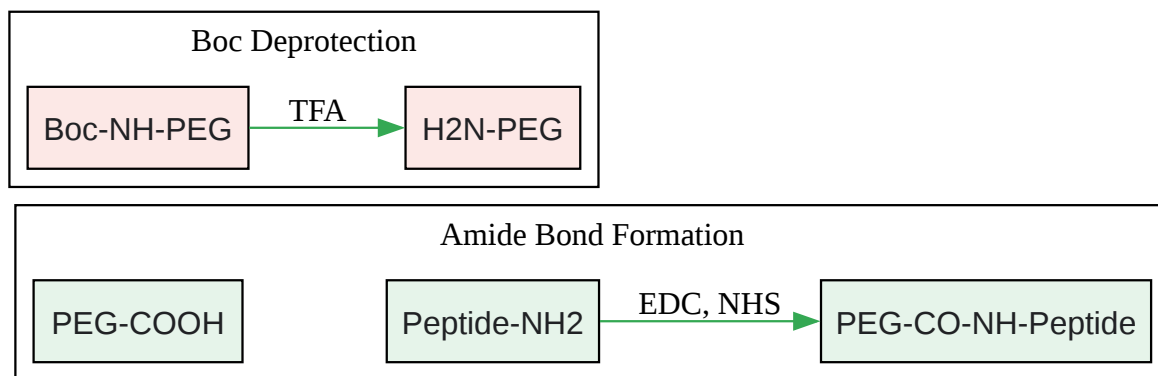 Boc Deprotection
Boc-NH-PEG
TFA
H2N-PEG
Amide Bond Formation
PEG-COOH
Peptide-NH2
EDC, NHS
PEG-CO-NH-Peptide